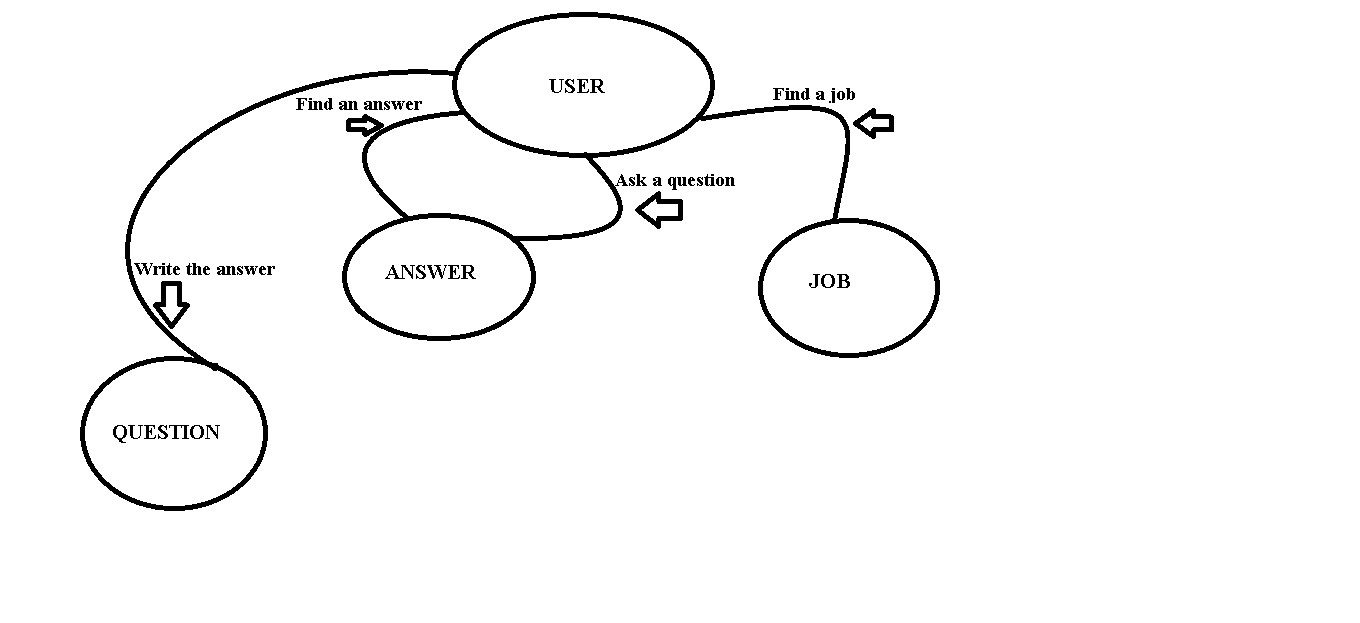 USER
Find a job
Find an answer
Ask a question
Write the answer
ANSWER
JOB
QUESTION